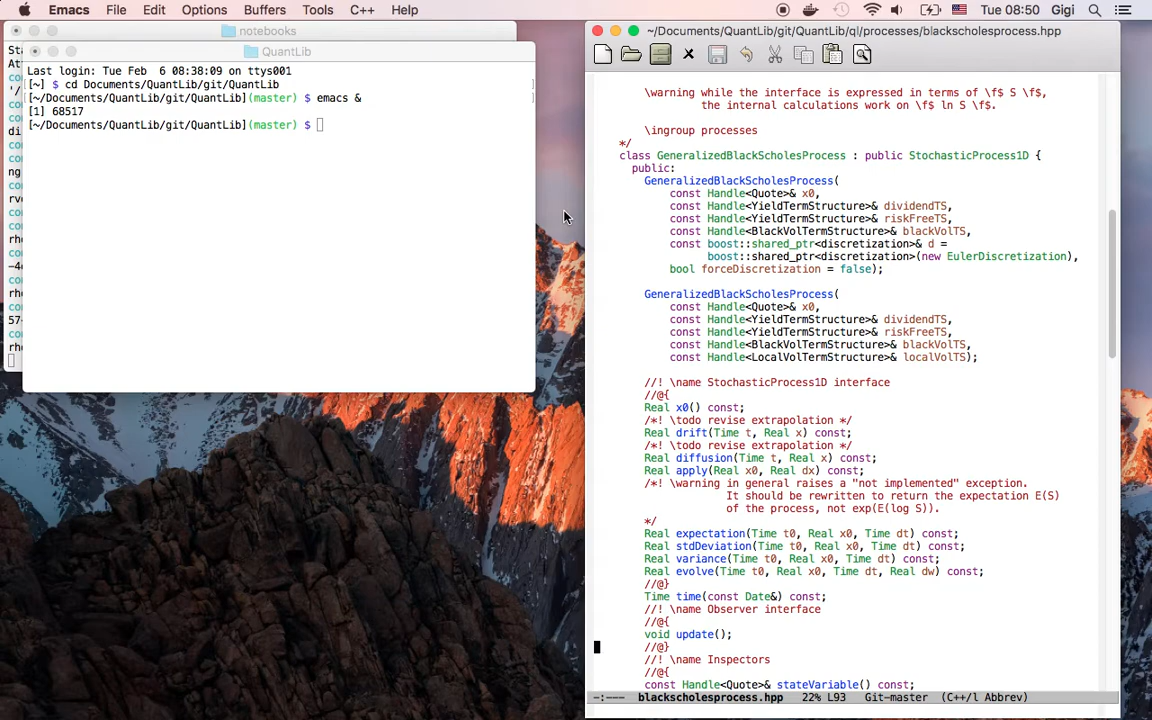 Emacs File Edit Options Buffers Tools C++ Help Tue 08:50 Gigi
notebooks
QuantLib
Last login: Tue Feb  6 08:38:09 on ttys001
[~] $ cd Documents/QuantLib/git/QuantLib
[~/Documents/QuantLib/git/QuantLib](master) $ emacs &
[1] 68517
[~/Documents/QuantLib/git/QuantLib](master) $
~/Documents/QuantLib/git/QuantLib/ql/processes/blackscholesprocess.hpp
\warning while the interface is expressed in terms of \f$ S \f$,
the internal calculations work on \f$ ln S \f$.
\ingroup processes
*/
class GeneralizedBlackScholesProcess : public StochasticProcess1D {
public:
GeneralizedBlackScholesProcess(
const Handle<Quote>& x0,
const Handle<YieldTermStructure>& dividendTS,
const Handle<YieldTermStructure>& riskFreeTS,
const Handle<BlackVolTermStructure>& blackVolTS,
const boost::shared_ptr<discretization>& d =
boost::shared_ptr<discretization>(new EulerDiscretization),
bool forceDiscretization = false);
GeneralizedBlackScholesProcess(
const Handle<Quote>& x0,
const Handle<YieldTermStructure>& dividendTS,
const Handle<YieldTermStructure>& riskFreeTS,
const Handle<BlackVolTermStructure>& blackVolTS,
const Handle<LocalVolTermStructure>& localVolTS);
//! \name StochasticProcess1D interface
//@{
Real x0() const;
/*! \todo revise extrapolation */
Real drift(Time t, Real x) const;
/*! \todo revise extrapolation */
Real diffusion(Time t, Real x) const;
Real apply(Real x0, Real dx) const;
/*! \warning in general raises a "not implemented" exception.
It should be rewritten to return the expectation E(S)
of the process, not exp(E(log S)).
*/
Real expectation(Time t0, Real x0, Time dt) const;
Real stdDeviation(Time t0, Real x0, Time dt) const;
Real variance(Time t0, Real x0, Time dt) const;
Real evolve(Time t0, Real x0, Time dt, Real dw) const;
//@}
Time time(const Date&) const;
//! \name Observer interface
//@{
void update();
//@}
//! \name Inspectors
//@{
const Handle<Quote>& stateVariable() const;
-:--- blackscholesprocess.hpp 22% L93 Git-master (C++/l Abbrev)